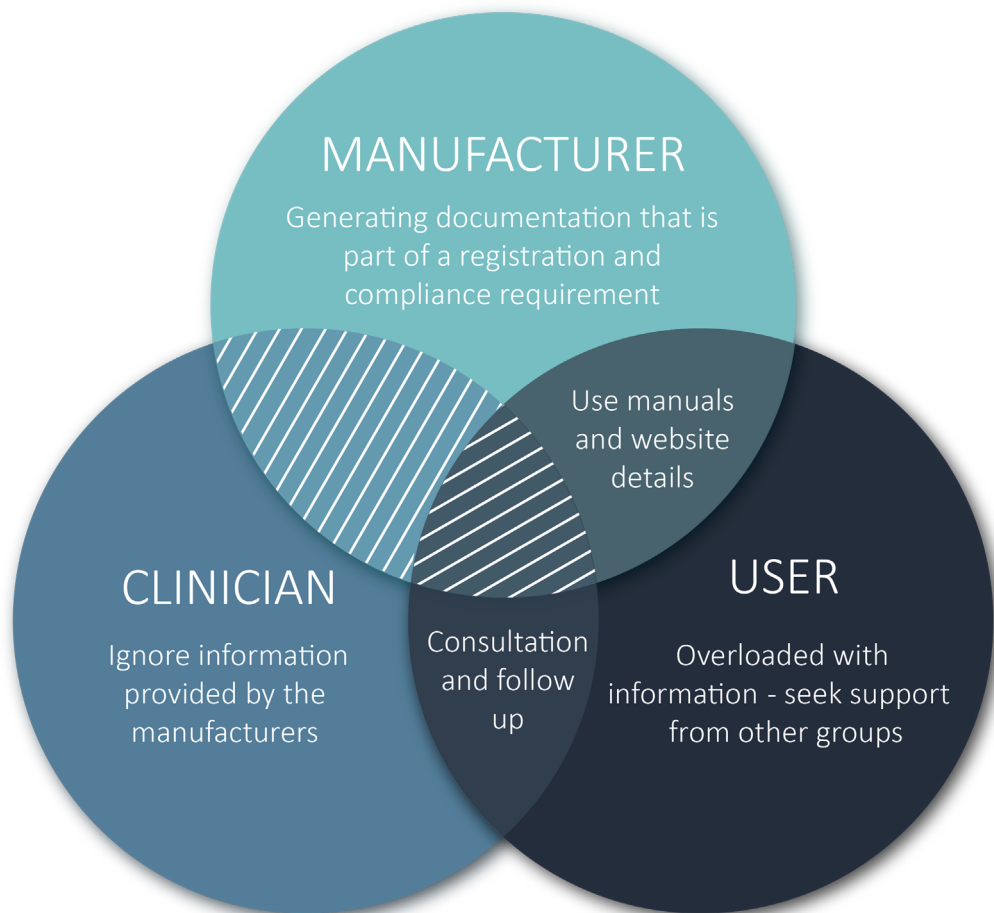 MANUFACTURER
Generating documentation that is
part of a registration and
compliance requirement
Use manuals
and website
details
CLINICIAN
Ignore information
provided by the
manufacturers
Consultation
and follow
up
USER
Overloaded with
information - seek support
from other groups